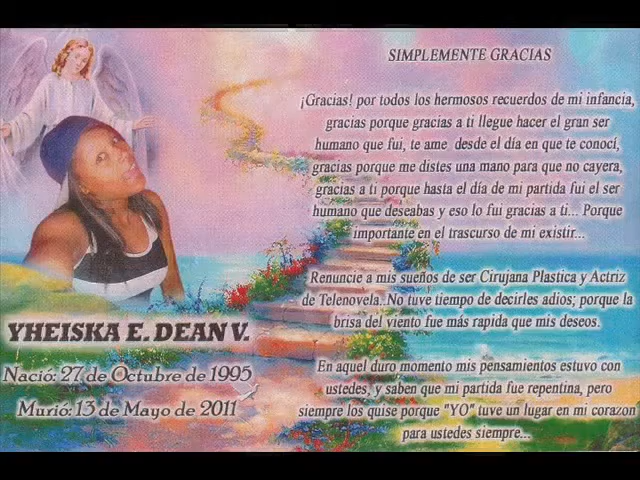 SIMPLEMENTE GRACIAS
¡Gracias! por todos los hermosos recuerdos de mi infancia,
gracias porque gracias a ti llegue hacer el gran ser
humano que fui, te ame desde el día en que te conocí,
gracias porque me distes una mano para que no cayera,
gracias a ti porque hasta el día de mi partida fui el ser
humano que deseabas y eso lo fui gracias a ti... Porque
importante en el trascurso de mi existir...
Renuncie a mis sueños de ser Cirujana Plastica y Actriz
de Telenovela. No tuve tiempo de decirles adios; porque la
brisa del viento fue más rapida que mis deseos.
En aquel duro momento mis pensamientos estuvo con
ustedes, y saben que mi partida fue repentina, pero
siempre los quise porque "YO" tuve un lugar en mi corazon
para ustedes siempre...
YHEISKA E. DEAN V.
Nació: 27 de Octubre de 1995
Murió: 13 de Mayo de 2011